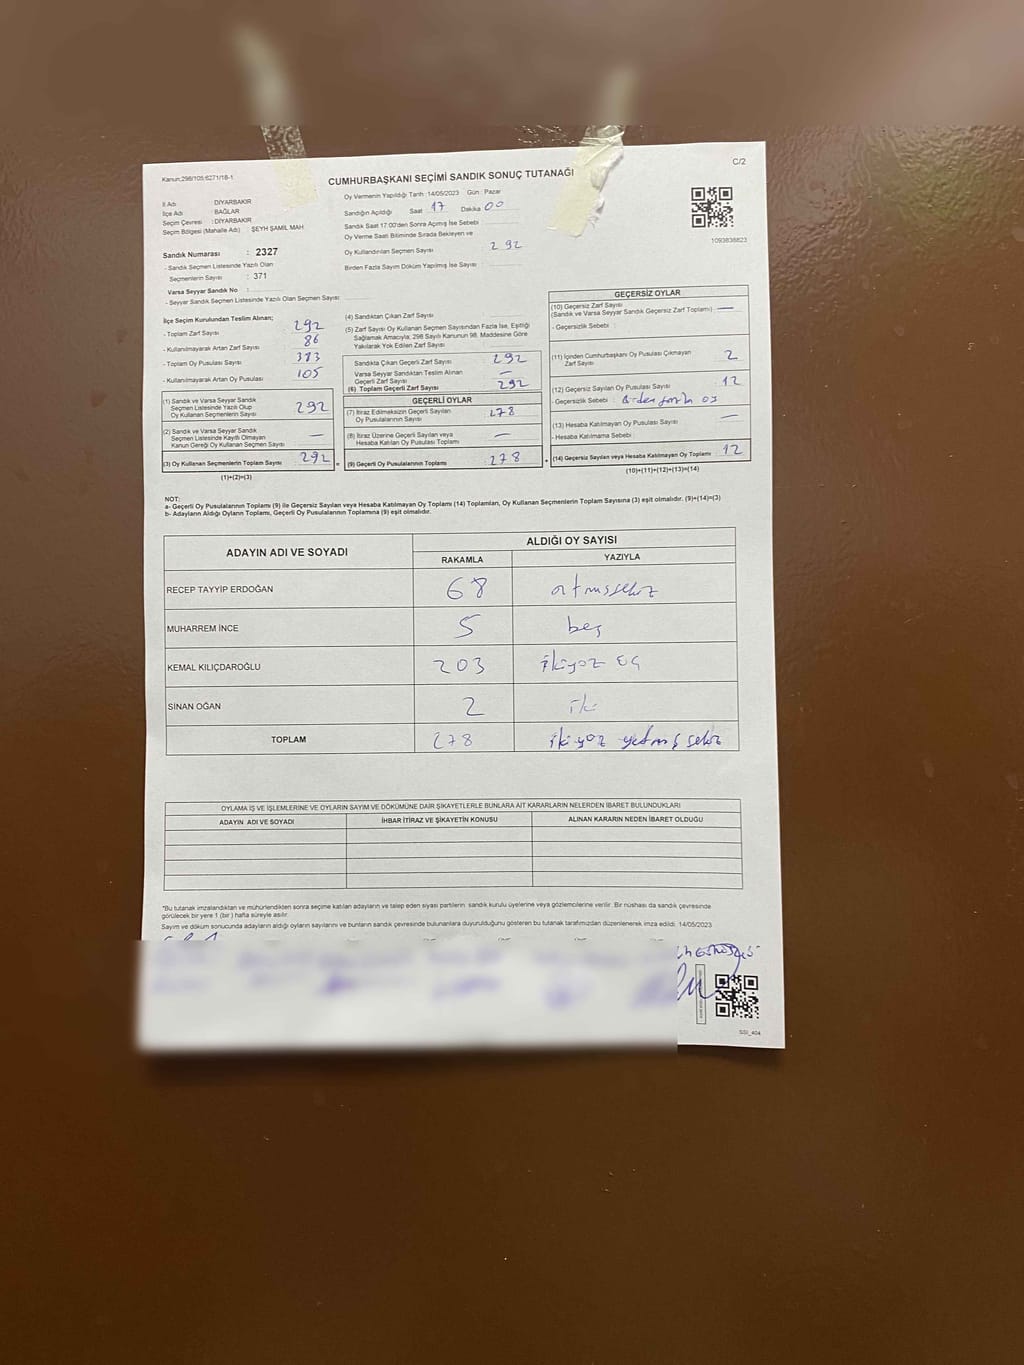 C/2
Kanun:298/105;6271/18-1
CUMHURBAŞKANI SEÇİMİ SANDIK SONUÇ TUTANAĞI
İl Adı : DİYARBAKIR
İlçe Adı : BAĞLAR
Seçim Çevresi : DİYARBAKIR
Seçim Bölgesi (Mahalle Adı) : ŞEYH ŞAMİL MAH
Sandık Numarası : 2327
- Sandık Seçmen Listesinde Yazılı Olan
Seçmenlerin Sayısı : 371
Varsa Seyyar Sandık No :
- Seyyar Sandık Seçmen Listesinde Yazılı Olan Seçmen Sayısı:
Oy Vermenin Yapıldığı Tarih :14/05/2023 Gün : Pazar
Sandığın Açıldığı Saat 17 Dakika 00
Sandık Saat 17:00'den Sonra Açılmış İse Sebebi
Oy Verme Saati Bitiminde Sırada Bekleyen ve
Oy Kullandırılan Seçmen Sayısı 292
Birden Fazla Sayım Döküm Yapılmış İse Sayısı :
1093838823
İlçe Seçim Kurulundan Teslim Alınan;
- Toplam Zarf Sayısı 292
- Kullanılmayarak Artan Zarf Sayısı 86
- Toplam Oy Pusulası Sayısı 383
- Kullanılmayarak Artan Oy Pusulası 105
(1) Sandık ve Varsa Seyyar Sandık
Seçmen Listesinde Yazılı Olup
Oy Kullanan Seçmenlerin Sayısı 292
(2) Sandık ve Varsa Seyyar Sandık
Seçmen Listesinde Kayıtlı Olmayan
Kanun Gereği Oy Kullanan Seçmen Sayısı —
(3) Oy Kullanan Seçmenlerin Toplam Sayısı 292
(1)+(2)=(3)
(4) Sandıktan Çıkan Zarf Sayısı :
(5) Zarf Sayısı Oy Kullanan Seçmen Sayısından Fazla İse, Eşitliği
Sağlamak Amacıyla, 298 Sayılı Kanunun 98. Maddesine Göre
Yakılarak Yok Edilen Zarf Sayısı
Sandıkta Çıkan Geçerli Zarf Sayısı 292
Varsa Seyyar Sandıktan Teslim Alınan
Geçerli Zarf Sayısı —
(6) Toplam Geçerli Zarf Sayısı 292
GEÇERLİ OYLAR
(7) İtiraz Edilmeksizin Geçerli Sayılan
Oy Pusulalarının Sayısı 278
(8) İtiraz Üzerine Geçerli Sayılan veya
Hesaba Katılan Oy Pusulası Toplamı —
= (9) Geçerli Oy Pusulalarının Toplamı 278
GEÇERSİZ OYLAR
(10) Geçersiz Zarf Sayısı
(Sandık ve Varsa Seyyar Sandık Geçersiz Zarf Toplamı) —
- Geçersizlik Sebebi :
(11) İçinden Cumhurbaşkanı Oy Pusulası Çıkmayan
Zarf Sayısı 2
(12) Geçersiz Sayılan Oy Pusulası Sayısı 12
- Geçersizlik Sebebi : Birden fazla oy
(13) Hesaba Katılmayan Oy Pusulası Sayısı —
- Hesaba Katılmama Sebebi :
+ (14) Geçersiz Sayılan veya Hesaba Katılmayan Oy Toplamı 12
(10)+(11)+(12)+(13)=(14)
NOT:
a- Geçerli Oy Pusulalarının Toplamı (9) ile Geçersiz Sayılan veya Hesaba Katılmayan Oy Toplamı (14) Toplamları, Oy Kullanan Seçmenlerin Toplam Sayısına (3) eşit olmalıdır. (9)+(14)=(3)
b- Adayların Aldığı Oyların Toplamı, Geçerli Oy Pusulalarının Toplamına (9) eşit olmalıdır.
ADAYIN ADI VE SOYADI ALDIĞI OY SAYISI
RAKAMLA YAZIYLA
RECEP TAYYİP ERDOĞAN 68 atmışsekiz
MUHARREM İNCE 5 beş
KEMAL KILIÇDAROĞLU 203 ikiyüz üç
SİNAN OĞAN 2 iki
TOPLAM 278 ikiyüz yetmiş sekiz
OYLAMA İŞ VE İŞLEMLERİNE VE OYLARIN SAYIM VE DÖKÜMÜNE DAİR ŞİKAYETLERLE BUNLARA AİT KARARLARIN NELERDEN İBARET BULUNDUKLARI
ADAYIN ADI VE SOYADI İHBAR İTİRAZ VE ŞİKAYETİN KONUSU ALINAN KARARIN NEDEN İBARET OLDUĞU
*Bu tutanak imzalandıktan ve mühürlendikten sonra seçime katılan adayların ve talep eden siyasi partilerin sandık kurulu üyelerine veya gözlemcilerine verilir. Bir nüshası da sandık çevresinde
görülecek bir yere 1 (bir) hafta süreyle asılır.
Sayım ve döküm sonucunda adayların aldığı oyların sayılarını ve bunların sandık çevresinde bulunanlara duyurulduğunu gösteren bu tutanak tarafımızdan düzenlenerek imza edildi. 14/05/2023
SSI_404